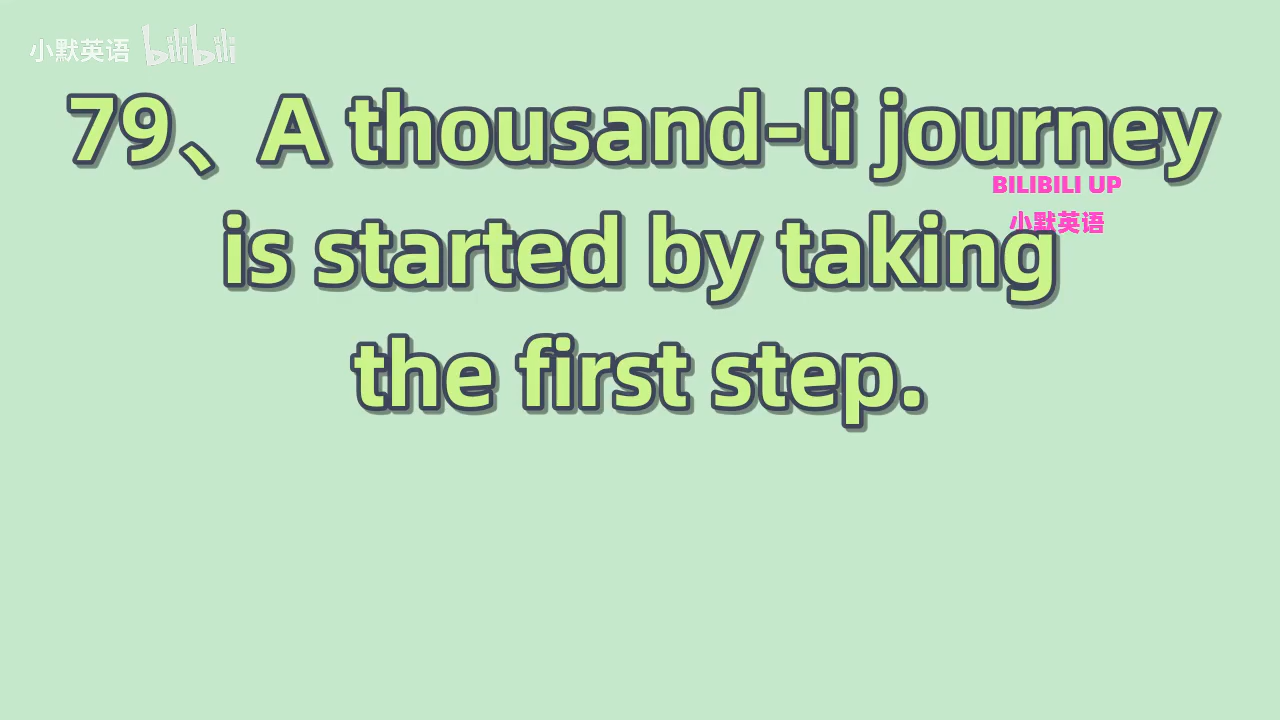 小默英语 bilibili
79、A thousand-li journey
BILIBILI UP
小默英语
is started by taking
the first step.